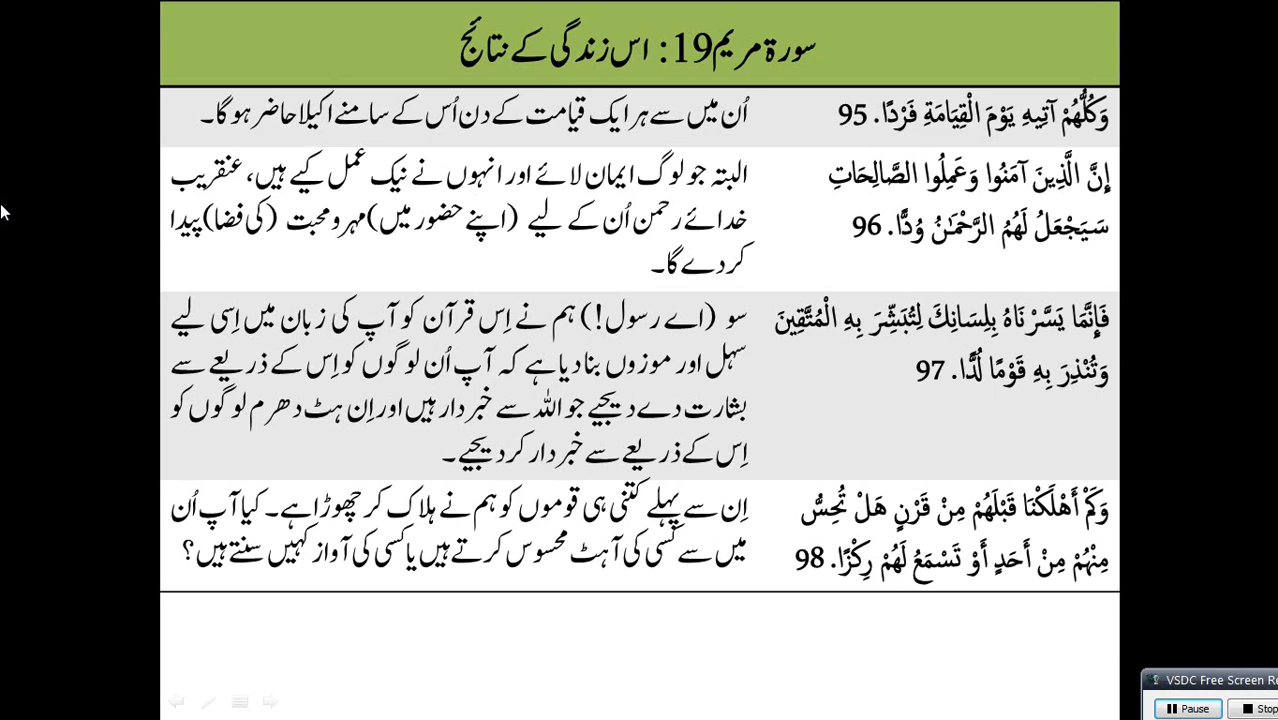 سورۃ مریم19: اس زندگی کے نتائج
وَكُلُّهُمْ آتِيهِ يَوْمَ الْقِيَامَةِ فَرْدًا. 95
اُن میں سے ہر ایک قیامت کے دن اُس کے سامنے اکیلا حاضر ہو گا۔
إِنَّ الَّذِينَ آمَنُوا وَعَمِلُوا الصَّالِحَاتِ
سَيَجْعَلُ لَهُمُ الرَّحْمَٰنُ وُدًّا. 96
البتہ جو لوگ ایمان لائے اور انہوں نے نیک عمل کیے ہیں، عنقریب
خدائے رحمن اُن کے لیے (اپنے حضور میں)مہر و محبت (کی فضا)پیدا
کر دے گا۔
فَإِنَّمَا يَسَّرْنَاهُ بِلِسَانِكَ لِتُبَشِّرَ بِهِ الْمُتَّقِينَ
وَتُنْذِرَ بِهِ قَوْمًا لُدًّا. 97
سو (اے رسول!) ہم نے اِس قرآن کو آپ کی زبان میں اِسی لیے
سہل اور موزوں بنا دیا ہے کہ آپ اُن لوگوں کو اِس کے ذریعے سے
بشارت دے دیجیے جو اللہ سے خبردار ہیں اور اِن ہٹ دھرم لوگوں کو
اِس کے ذریعے سے خبردار کر دیجیے۔
وَكَمْ أَهْلَكْنَا قَبْلَهُمْ مِنْ قَرْنٍ هَلْ تُحِسُّ
مِنْهُمْ مِنْ أَحَدٍ أَوْ تَسْمَعُ لَهُمْ رِكْزًا. 98
اِن سے پہلے کتنی ہی قوموں کو ہم نے ہلاک کر چھوڑا ہے۔ کیا آپ اُن
میں سے کسی کی آہٹ محسوس کرتے ہیں یا کسی کی آواز کہیں سنتے ہیں؟
VSDC Free Screen Re
Pause
Stop